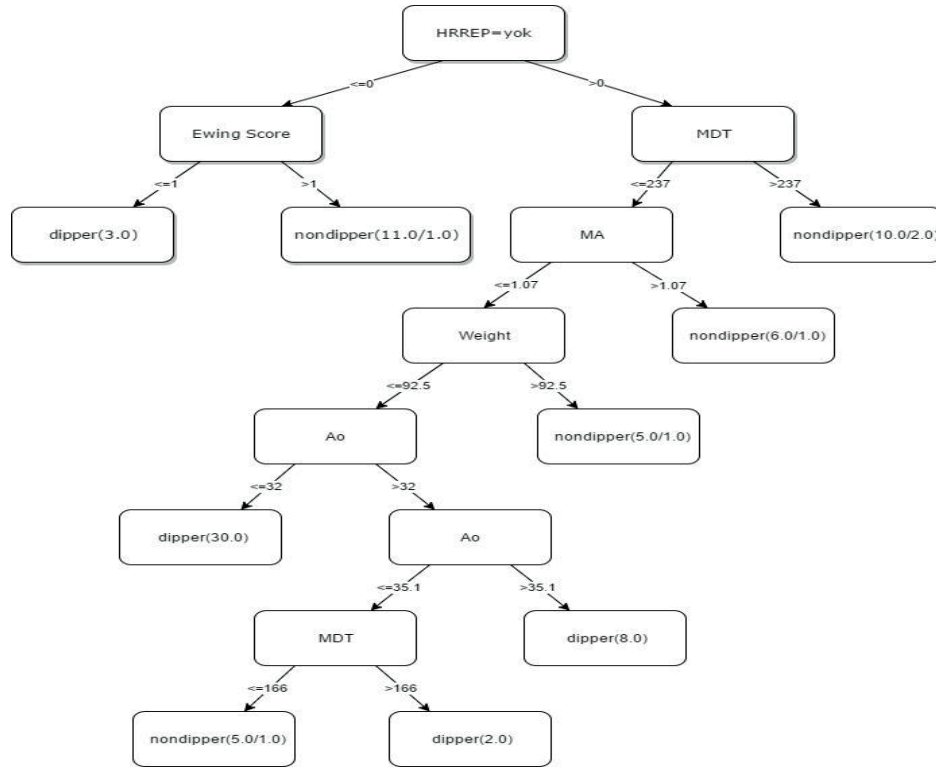 HRREP=yok
<=0
>0
Ewing Score
MDT
<=1
>1
<=237
>237
dipper(3.0)
nondipper(11.0/1.0)
MA
nondipper(10.0/2.0)
<=1.07
>1.07
Weight
nondipper(6.0/1.0)
<=92.5
>92.5
Ao
nondipper(5.0/1.0)
<=32
>32
dipper(30.0)
Ao
<=35.1
>35.1
MDT
dipper(8.0)
<=166
>166
nondipper(5.0/1.0)
dipper(2.0)